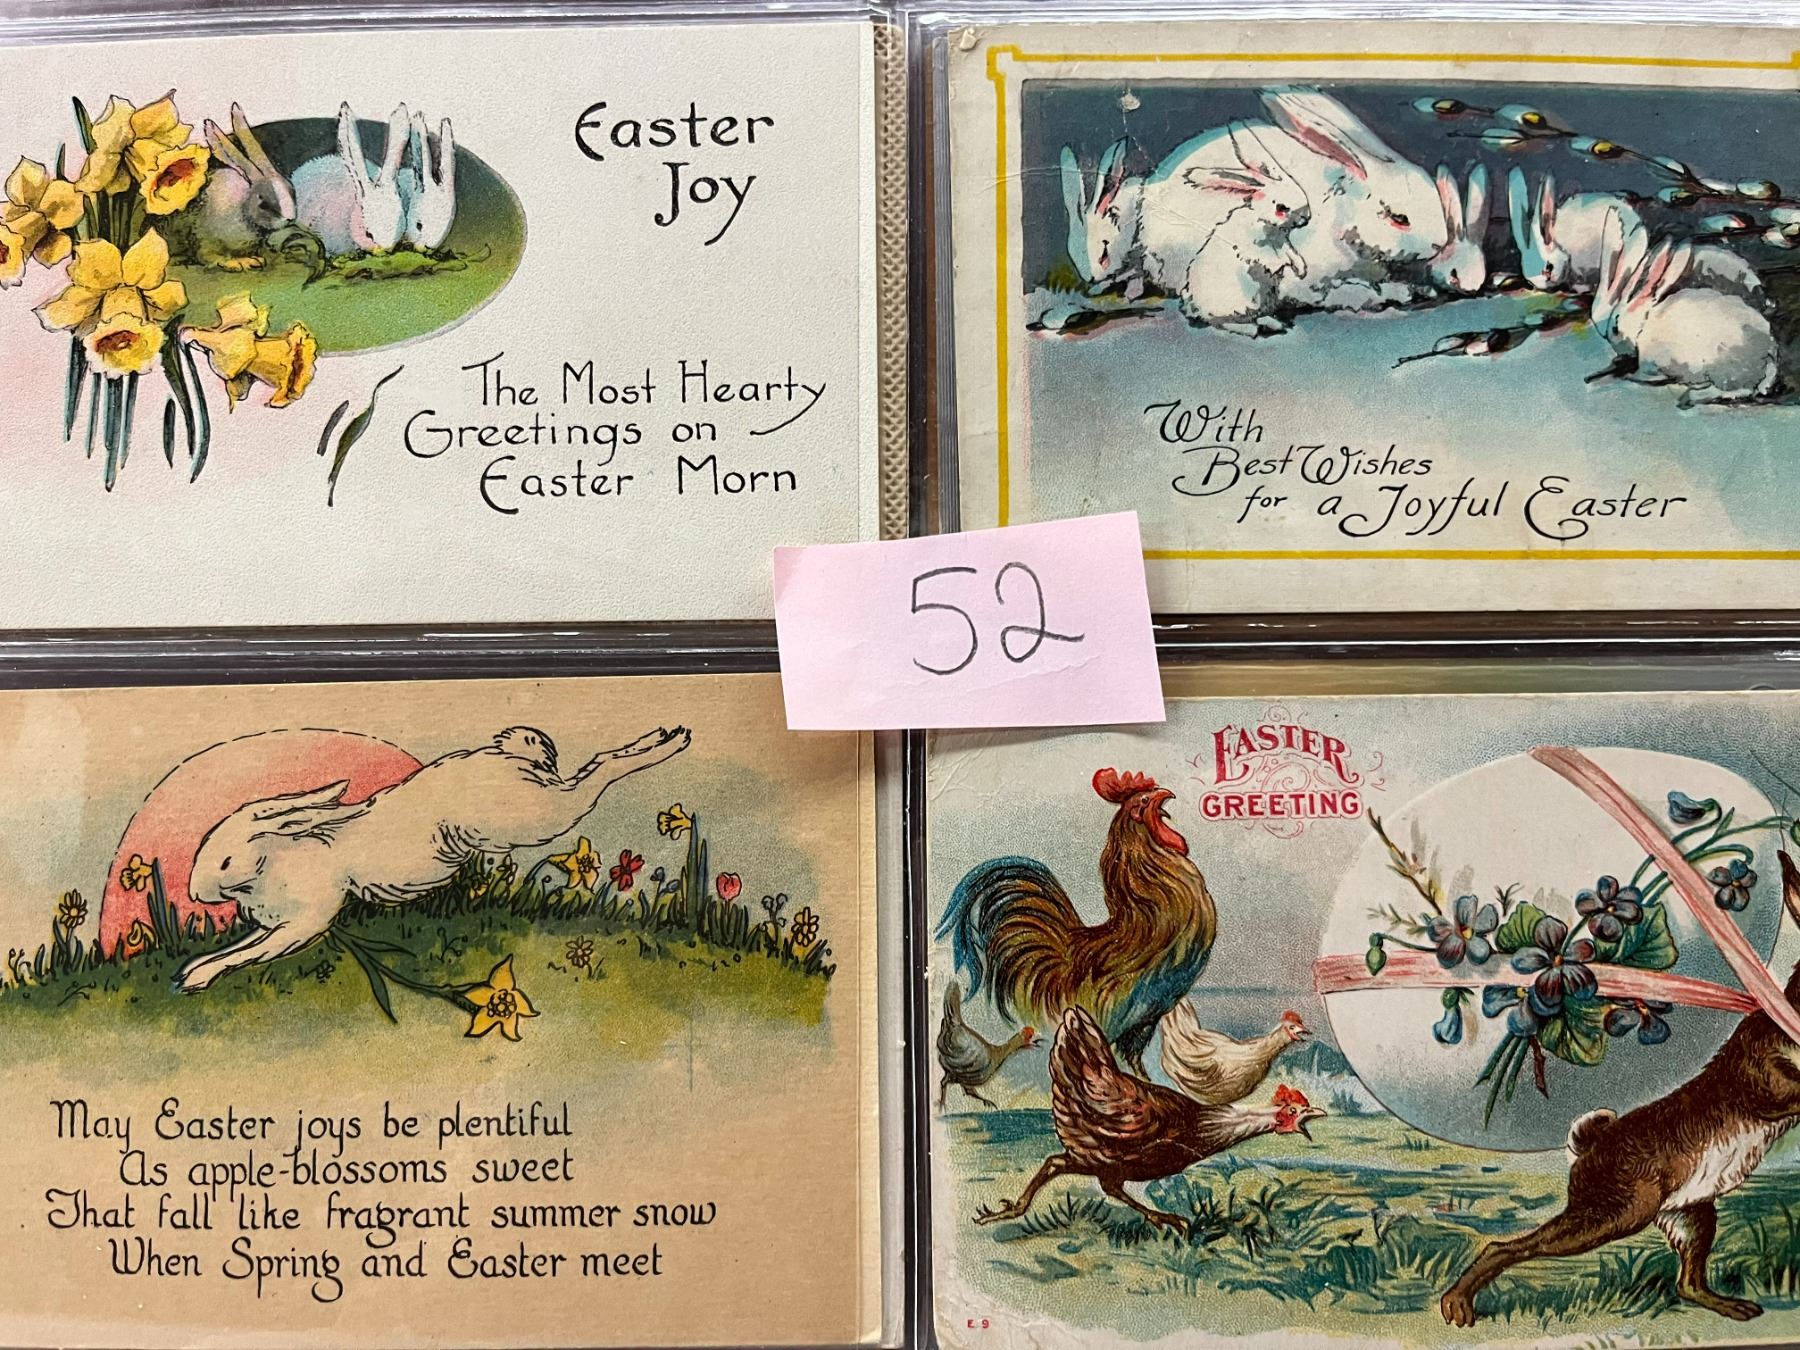 Easter
Joy
The Most Hearty
Greetings on
Easter Morn
With
Best Wishes
for a Joyful Easter
52
May Easter joys be plentiful
As apple-blossoms sweet
That fall like fragrant summer snow
When Spring and Easter meet
EASTER
GREETING
E 9